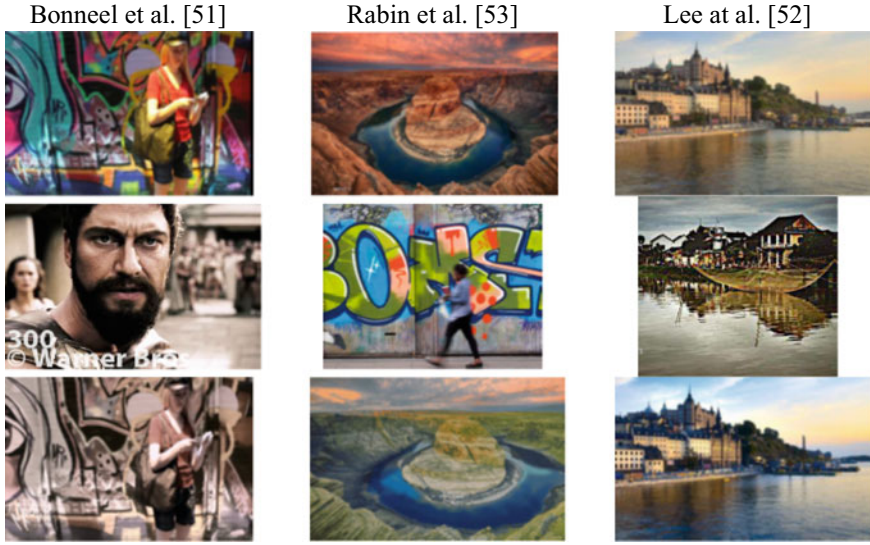 Bonneel et al. [51]
Rabin et al. [53]
Lee at al. [52]
300
© Warner Bros